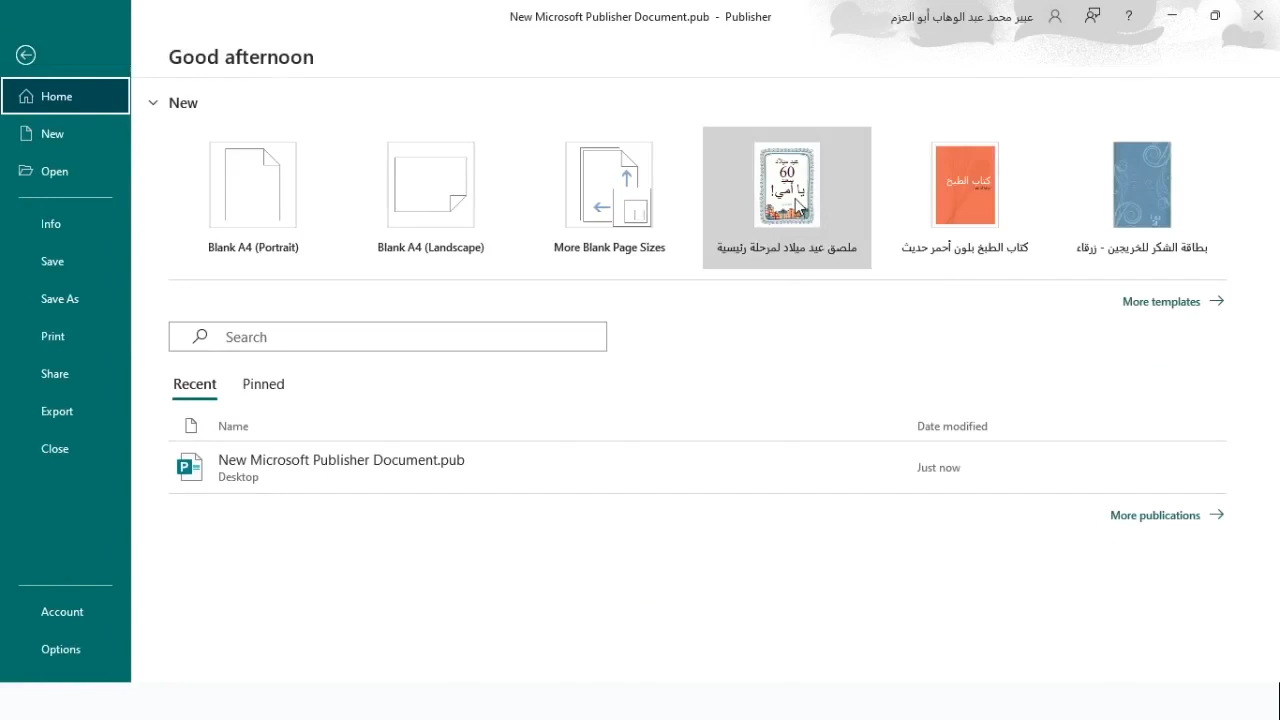 New Microsoft Publisher Document.pub - Publisher
عبير محمد عبد الوهاب أبو العزم
?
Good afternoon
Home
New
Open
Info
Save
Save As
Print
Share
Export
Close
Account
Options
New
عيد ميلاد
60
يا أمي!
كتاب الطبخ
Blank A4 (Portrait)
Blank A4 (Landscape)
More Blank Page Sizes
ملصق عيد ميلاد لمرحلة رئيسية
كتاب الطبخ بلون أحمر حديث
بطاقة الشكر للخريجين - زرقاء
More templates
Search
Recent Pinned
Name Date modified
P
New Microsoft Publisher Document.pub
Desktop
Just now
More publications